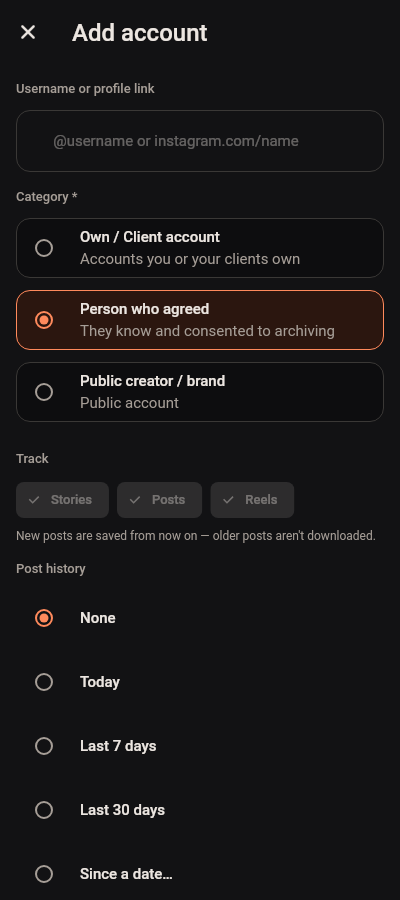 Add account
Username or profile link
@username or instagram.com/name
Category *
Own / Client account
Accounts you or your clients own
Person who agreed
They know and consented to archiving
Public creator / brand
Public account
Track
Stories
Posts
Reels
New posts are saved from now on — older posts aren't downloaded.
Post history
None
Today
Last 7 days
Last 30 days
Since a date…